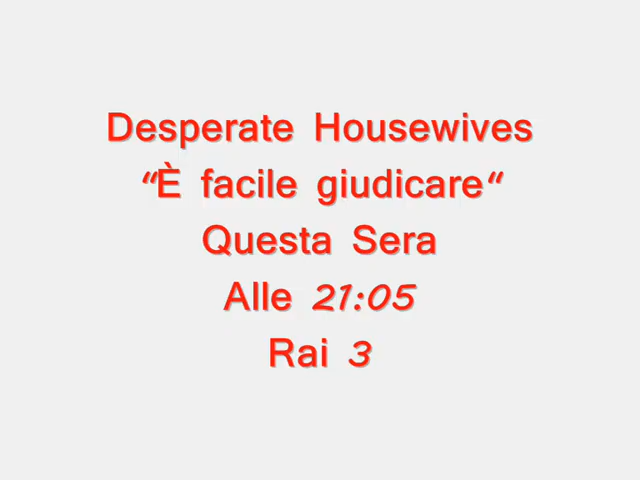 Desperate Housewives
"È facile giudicare"
Questa Sera
Alle 21:05
Rai 3